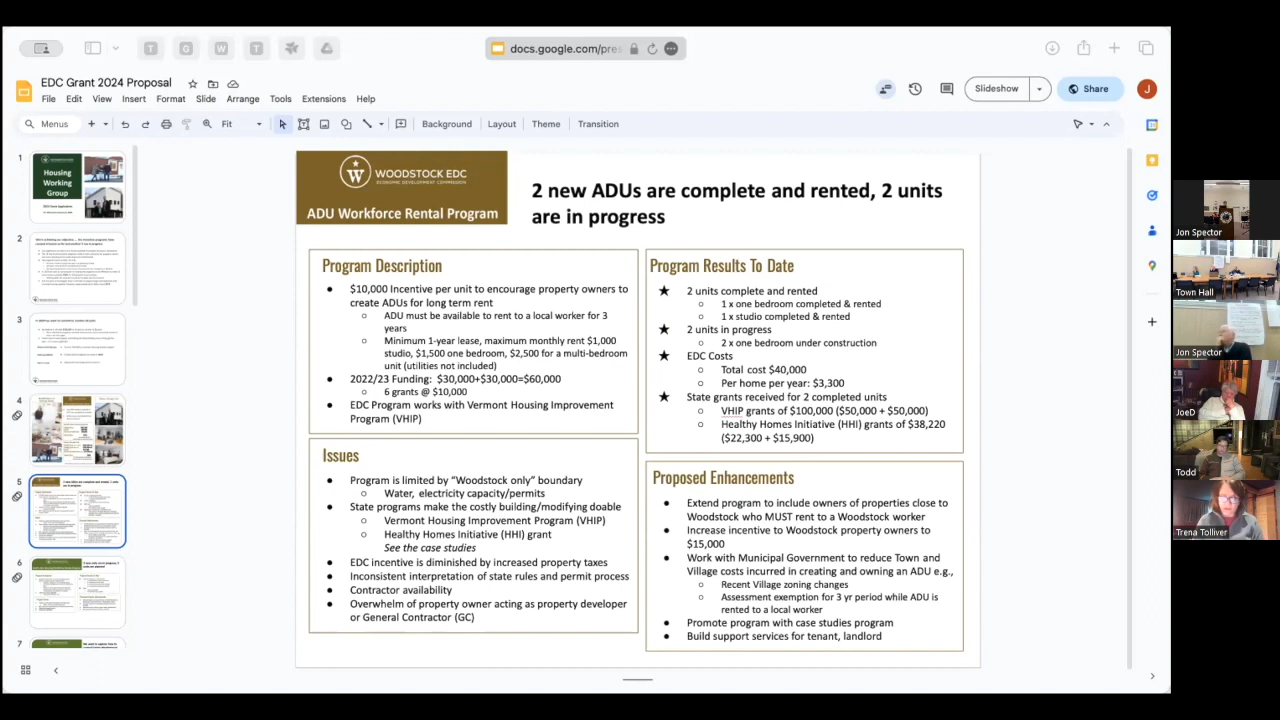 docs.google.com/pres
EDC Grant 2024 Proposal
File Edit View Insert Format Slide Arrange Tools Extensions Help
Slideshow
Share
J
Menus
Fit
Background Layout Theme Transition
1
Housing
Working
Group
2
3
4
5
6
7
WOODSTOCK EDC
ECONOMIC DEVELOPMENT COMMISSION
ADU Workforce Rental Program
2 new ADUs are complete and rented, 2 units
are in progress
Program Description
$10,000 Incentive per unit to encourage property owners to
create ADUs for long term rent
ADU must be available to rent to a local worker for 3
years
Minimum 1-year lease, maximum monthly rent $1,000
studio, $1,500 one bedroom, $2,500 for a multi-bedroom
unit (utilities not included)
2022/23 Funding: $30,000+$30,000=$60,000
6 grants @ $10,000
EDC Program works with Vermont Housing Improvement
Program (VHIP)
Issues
Program is limited by "Woodstock only" boundary
Water, electricity capacity, permit
State programs make the costly building/modifying doable
Vermont Housing Improvement Program (VHIP)
Healthy Homes Initiative (HHI) grant
See the case studies
EDC incentive is diminished by increased property taxes
Inconsistent interpretation of state rules and permit process
Contractor availability
Overwhelm of property owner acting as property developer
or General Contractor (GC)
Program Results To Date
2 units complete and rented
1 x one bedroom completed & rented
1 x studio completed & rented
2 units in progress
2 x one bedroom under construction
EDC Costs
Total cost $40,000
Per home per year: $3,300
State grants received for 2 completed units
VHIP grants of $100,000 ($50,000 + $50,000)
Healthy Homes Initiative (HHI) grants of $38,220
($22,300 + $15,900)
Proposed Enhancements
Extend program to include owners of properties close to
Woodstock who MUST rent to a Woodstock worker
Increase incentive to Woodstock property owners to
$15,000
Work with Municipal Government to reduce Town and
Village costs incurred in creating and owning an ADU e.g.,
Recent Village zoning changes
Assessment exemption for 3 yr period while ADU is
rented to a local worker
Promote program with case studies program
Build support services for tenant, landlord
Jon Spector
Town Hall
Jon Spector
JoeD
Todd
Trena Tolliver